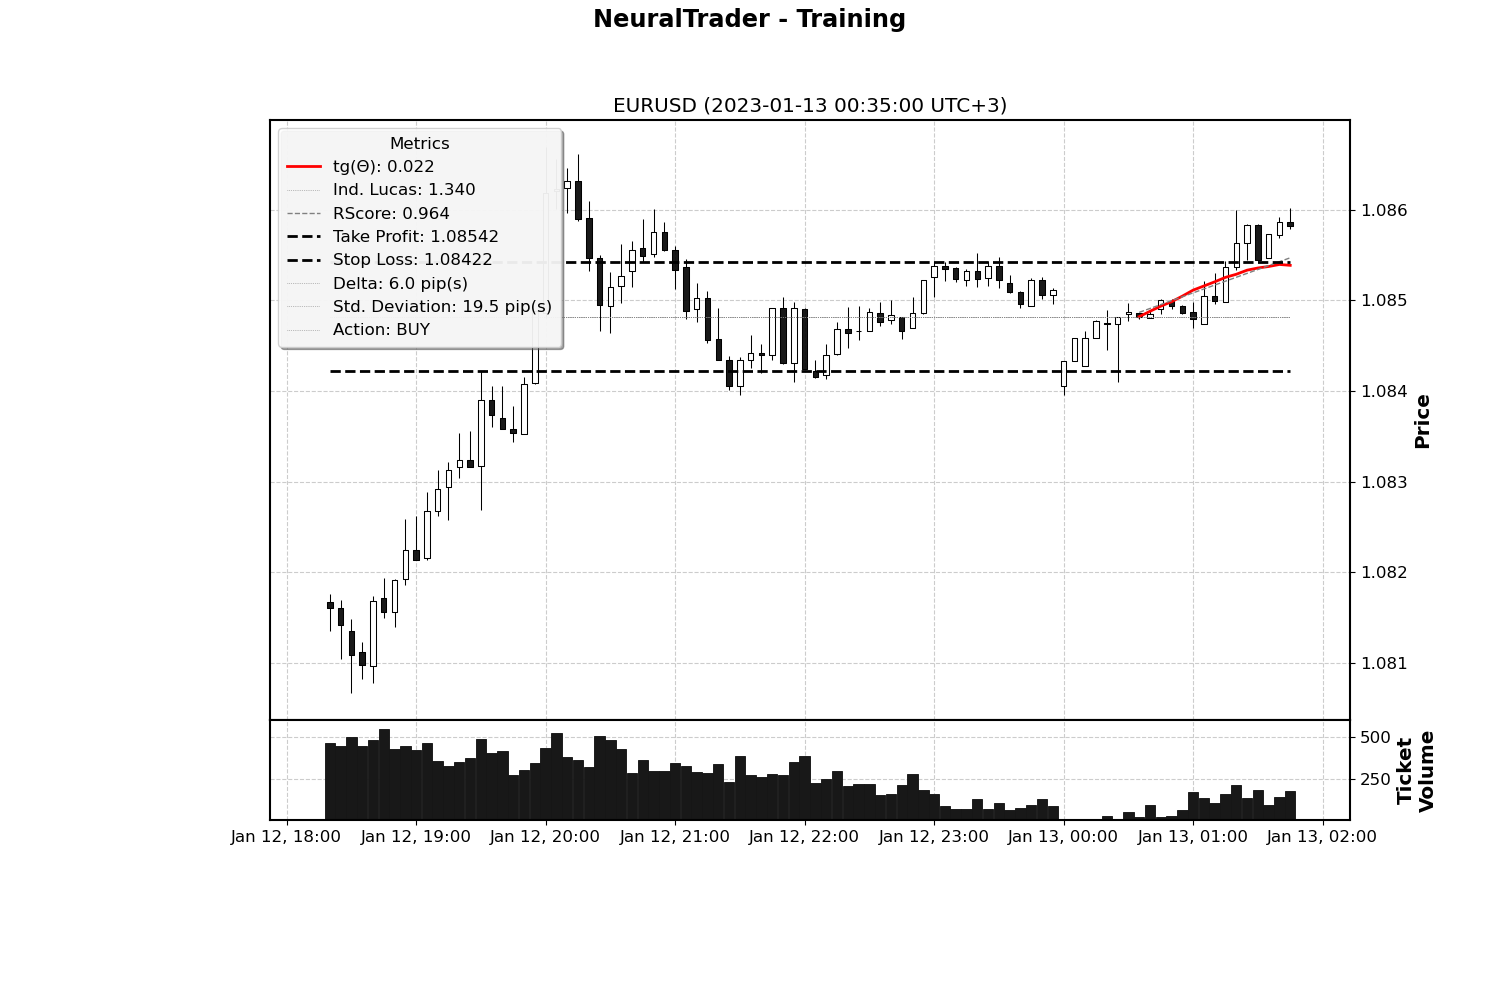 NeuralTrader - Training
EURUSD (2023-01-13 00:35:00 UTC+3)
Metrics
tg(Θ): 0.022
Ind. Lucas: 1.340
RScore: 0.964
Take Profit: 1.08542
Stop Loss: 1.08422
Delta: 6.0 pip(s)
Std. Deviation: 19.5 pip(s)
Action: BUY
1.086
1.085
1.084
1.083
1.082
1.081
Price
500
250
Ticket
Volume
Jan 12, 18:00 Jan 12, 19:00 Jan 12, 20:00 Jan 12, 21:00 Jan 12, 22:00 Jan 12, 23:00 Jan 13, 00:00 Jan 13, 01:00 Jan 13, 02:00